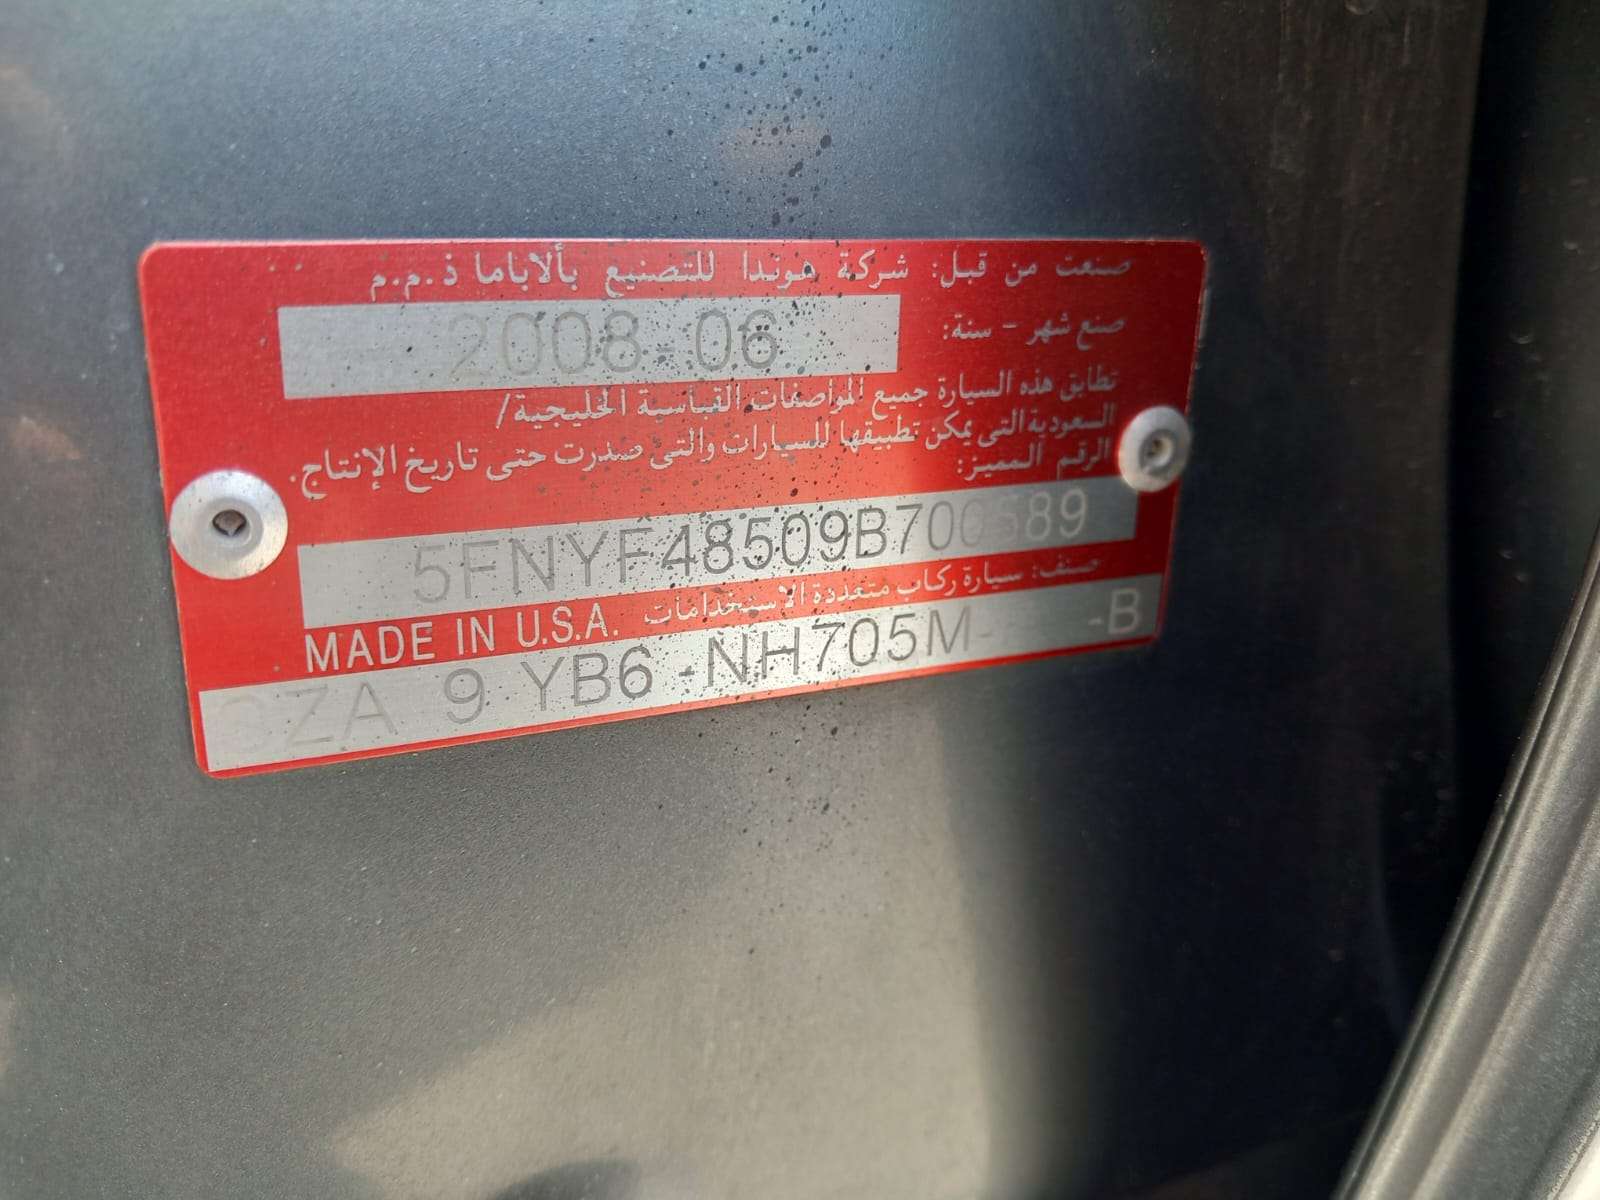 صنعت من قبل: شركة هوندا للتصنيع بألاباما ذ.م.م
صنع شهر - سنة: 2008-06
تطابق هذه السيارة جميع المواصفات القياسية الخليجية/
السعودية التي يمكن تطبيقها للسيارات والتي صدرت حتى تاريخ الإنتاج.
الرقم المميز:
5FNYF48509B700589
صنف: سيارة ركاب متعددة الاستخدامات MADE IN U.S.A.
SZA 9 YB6 -NH705M- -B